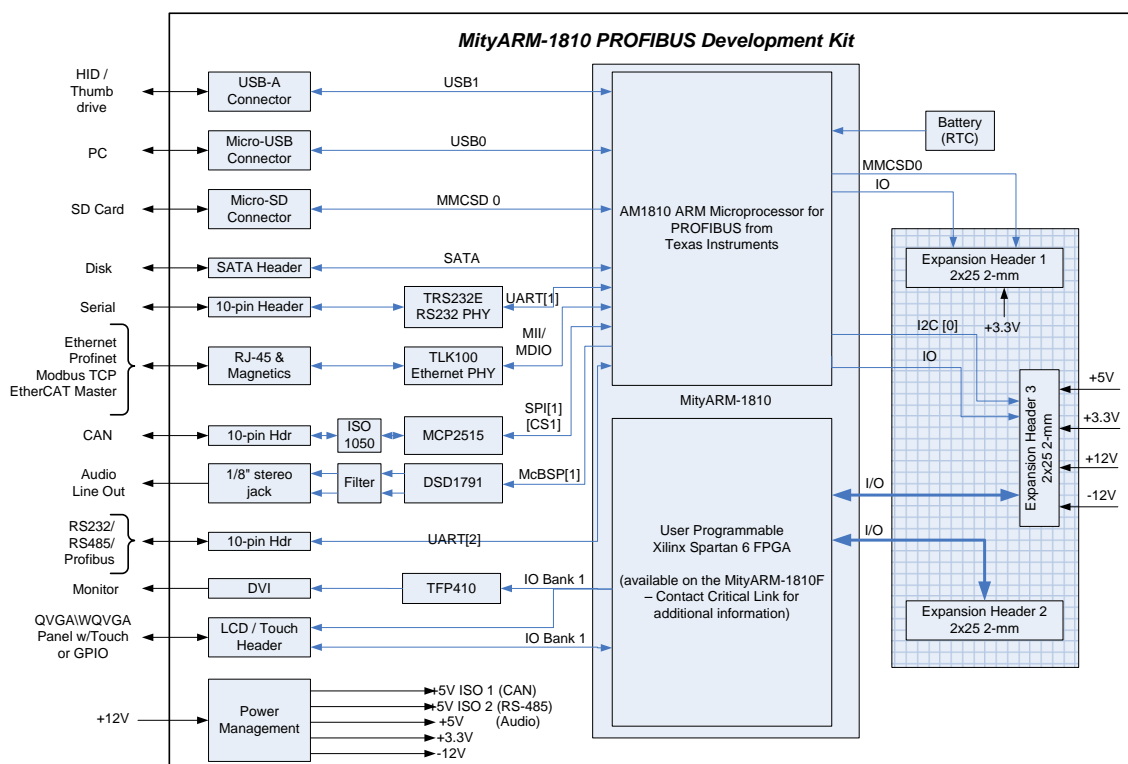 MityARM-1810 PROFIBUS Development Kit
HID /
Thumb
drive
USB-A
Connector
USB1
PC
Micro-USB
Connector
USB0
SD Card
Micro-SD
Connector
MMCSD 0
Disk
SATA Header
SATA
Serial
10-pin Header
TRS232E
RS232 PHY
UART[1]
Ethernet
Profinet
Modbus TCP
EtherCAT Master
RJ-45 &
Magnetics
TLK100
Ethernet PHY
MII/
MDIO
CAN
10-pin Hdr
ISO
1050
MCP2515
SPI[1]
[CS1]
Audio
Line Out
1/8" stereo
jack
Filter
DSD1791
McBSP[1]
RS232/
RS485/
Profibus
10-pin Hdr
UART[2]
Monitor
DVI
TFP410
IO Bank 1
QVGA\WQVGA
Panel w/Touch
or GPIO
LCD / Touch
Header
IO Bank 1
+12V
Power
Management
+5V ISO 1 (CAN)
+5V ISO 2 (RS-485)
+5V (Audio)
+3.3V
-12V
AM1810 ARM Microprocessor for
PROFIBUS from
Texas Instruments
MityARM-1810
User Programmable
Xilinx Spartan 6 FPGA
(available on the MityARM-1810F
– Contact Critical Link for
additional information)
Battery
(RTC)
MMCSD0
IO
Expansion Header 1
2x25 2-mm
+3.3V
I2C [0]
IO
Expansion Header 3
2x25 2-mm
+5V
+3.3V
+12V
-12V
I/O
I/O
Expansion Header 2
2x25 2-mm